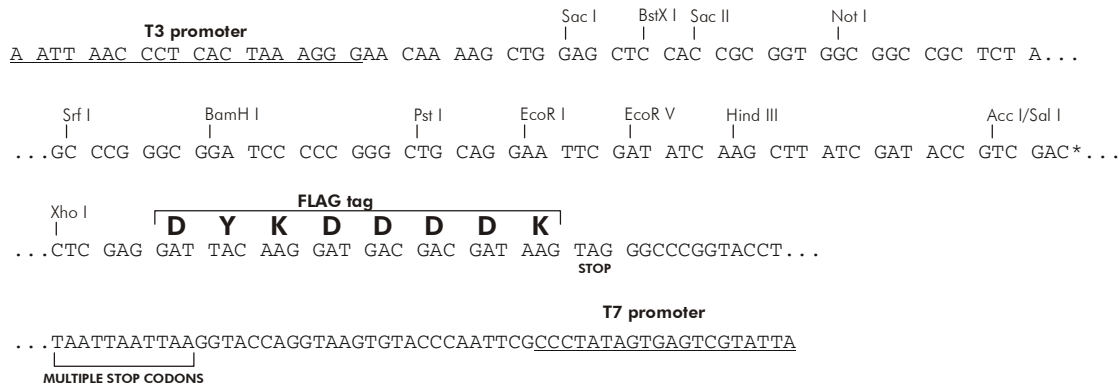 Sac I BstX I Sac II Not I
T3 promoter
A ATT AAC CCT CAC TAA AGG GAA CAA AAG CTG GAG CTC CAC CGC GGT GGC GGC CGC TCT A...
Srf I BamH I Pst I EcoR I EcoR V Hind III Acc I/Sal I
...GC CCG GGC GGA TCC CCC GGG CTG CAG GAA TTC GAT ATC AAG CTT ATC GAT ACC GTC GAC*...
Xho I FLAG tag
D Y K D D D D K
...CTC GAG GAT TAC AAG GAT GAC GAC GAT AAG TAG GGCCCGGTACCT...
STOP
T7 promoter
...TAATTAATTAAGGTACCAGGTAAGTGTACCCAATTCGCCCTATAGTGAGTCGTATTA
MULTIPLE STOP CODONS